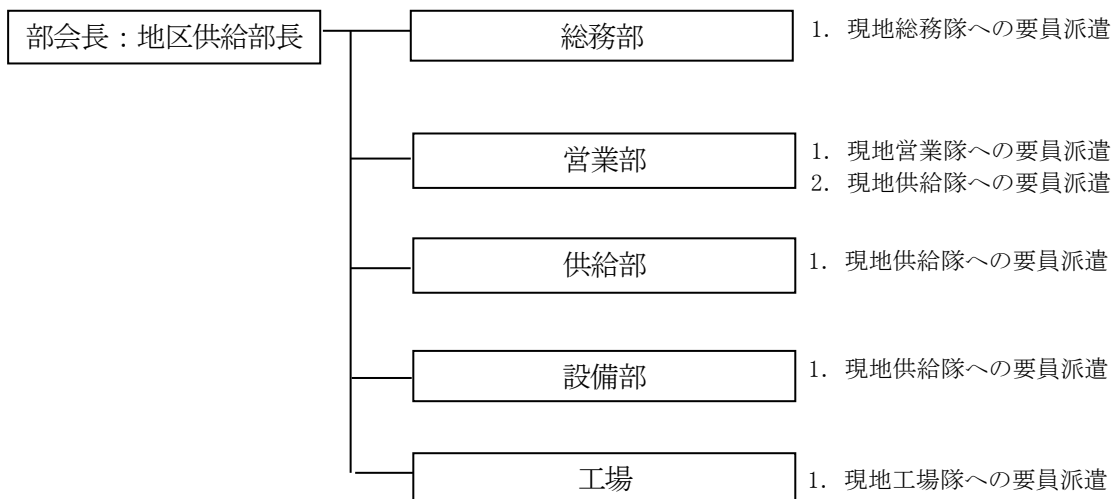 部会長：地区供給部長
総務部
1. 現地総務隊への要員派遣
営業部
1. 現地営業隊への要員派遣
2. 現地供給隊への要員派遣
供給部
1. 現地供給隊への要員派遣
設備部
1. 現地供給隊への要員派遣
工場
1. 現地工場隊への要員派遣